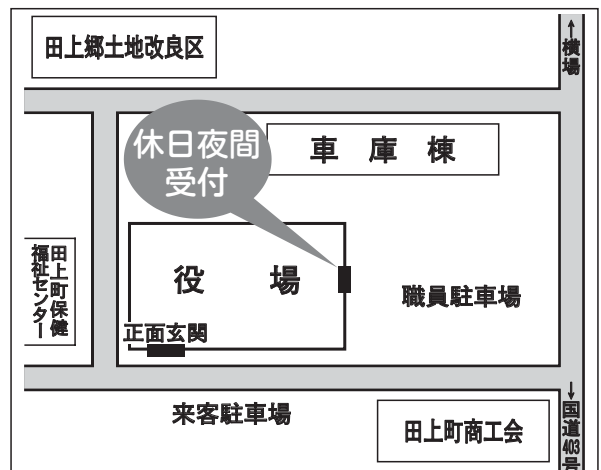 田上郷土地改良区
↑横場
休日夜間
受付
車庫棟
田上町保健
福祉センター
役場
職員駐車場
正面玄関
来客駐車場
田上町商工会
↓国道403号